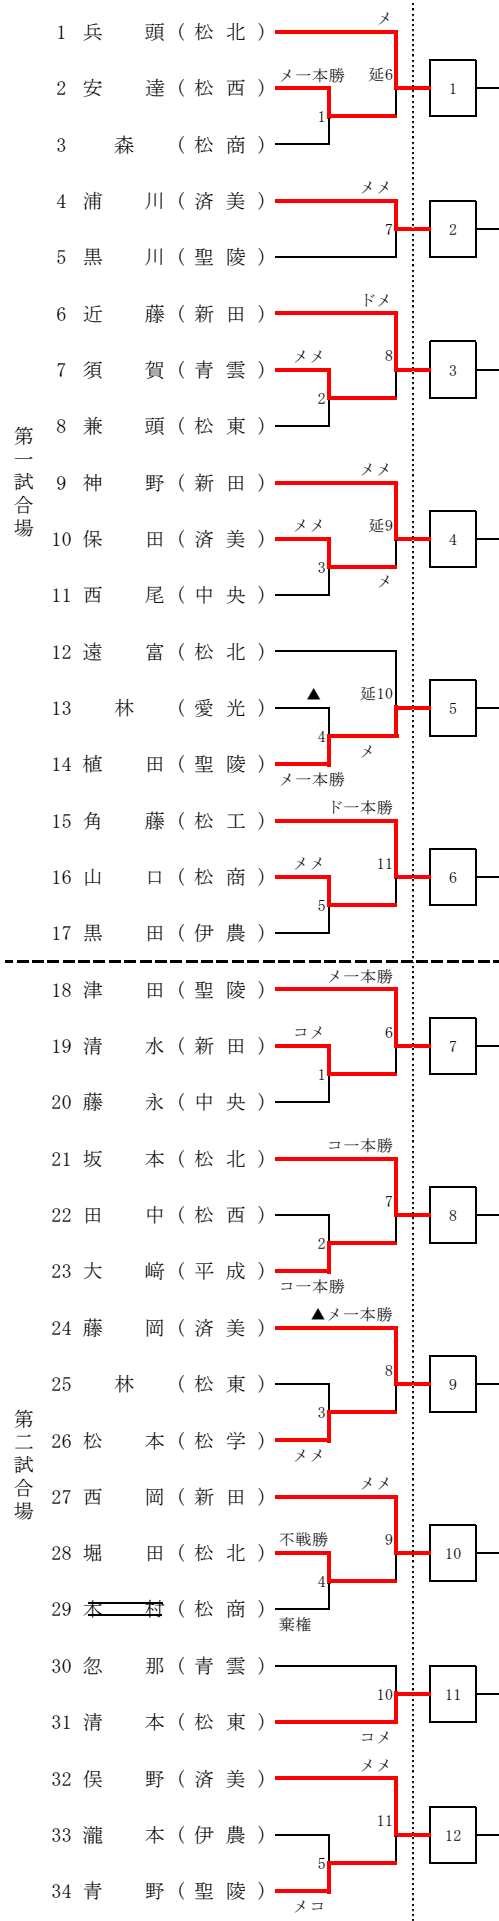 メ
1 兵 頭 (松 北)
メ一本勝 延6
2 安 達 (松 西) 1
1
3 森 (松 商)
メメ
4 浦 川 (済 美)
7 2
5 黒 川 (聖 陵)
ドメ
6 近 藤 (新 田)
メメ 8
7 須 賀 (青 雲) 3
2
8 兼 頭 (松 東)
第一試合場
メメ
9 神 野 (新 田)
メメ 延9
10 保 田 (済 美) 4
3
メ
11 西 尾 (中 央)
12 遠 富 (松 北)
▲ 延10
13 林 (愛 光) 5
4
メ
14 植 田 (聖 陵)
メ一本勝
ド一本勝
15 角 藤 (松 工)
メメ 11
16 山 口 (松 商) 6
5
17 黒 田 (伊 農)
メ一本勝
18 津 田 (聖 陵)
コメ 6
19 清 水 (新 田) 7
1
20 藤 永 (中 央)
コ一本勝
21 坂 本 (松 北)
7
22 田 中 (松 西) 8
2
23 大 﨑 (平 成)
コ一本勝
▲メ一本勝
24 藤 岡 (済 美)
8
25 林 (松 東) 9
3
26 松 本 (松 学)
メメ
第二試合場
メメ
27 西 岡 (新 田)
不戦勝 9
28 堀 田 (松 北) 10
4
29 木 村 (松 商)
棄権
30 忽 那 (青 雲)
10 11
31 清 本 (松 東)
コメ
メメ
32 俣 野 (済 美)
11
33 瀧 本 (伊 農) 12
5
34 青 野 (聖 陵)
メコ